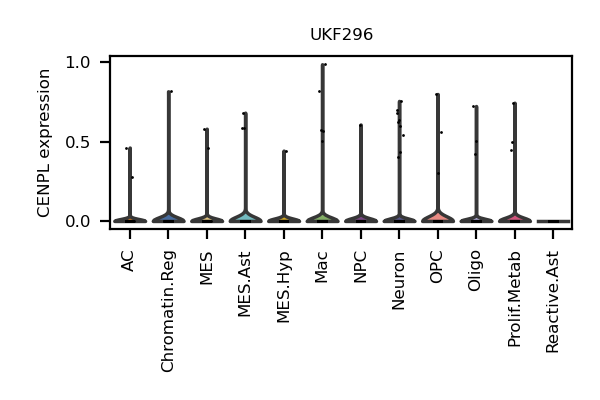 UKF296
CENPL expression
1.0
0.5
0.0
AC
Chromatin.Reg
MES
MES.Ast
MES.Hyp
Mac
NPC
Neuron
OPC
Oligo
Prolif.Metab
Reactive.Ast